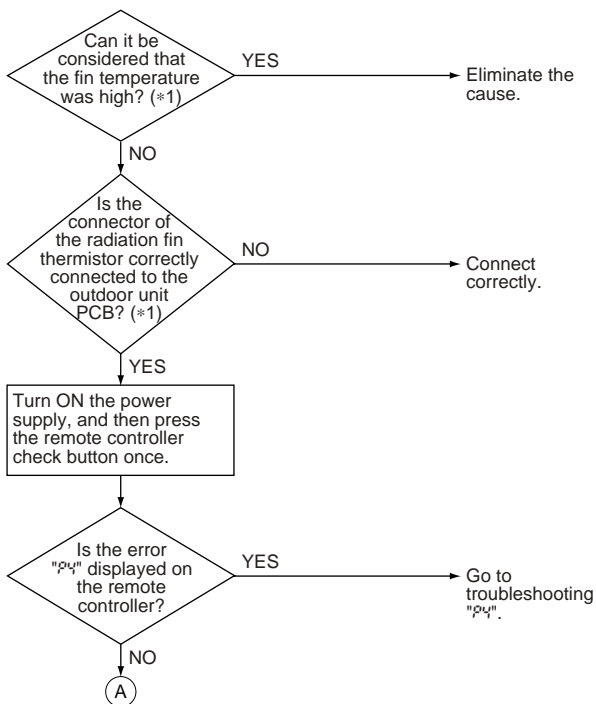 Can it be
considered that
the fin temperature
was high? (*1)
YES
Eliminate the
cause.
NO
Is the
connector of
the radiation fin
thermistor correctly
connected to the
outdoor unit
PCB? (*1)
NO
Connect
correctly.
YES
Turn ON the power
supply, and then press
the remote controller
check button once.
Is the error
"P4" displayed on
the remote
controller?
YES
Go to
troubleshooting
"P4".
NO
A